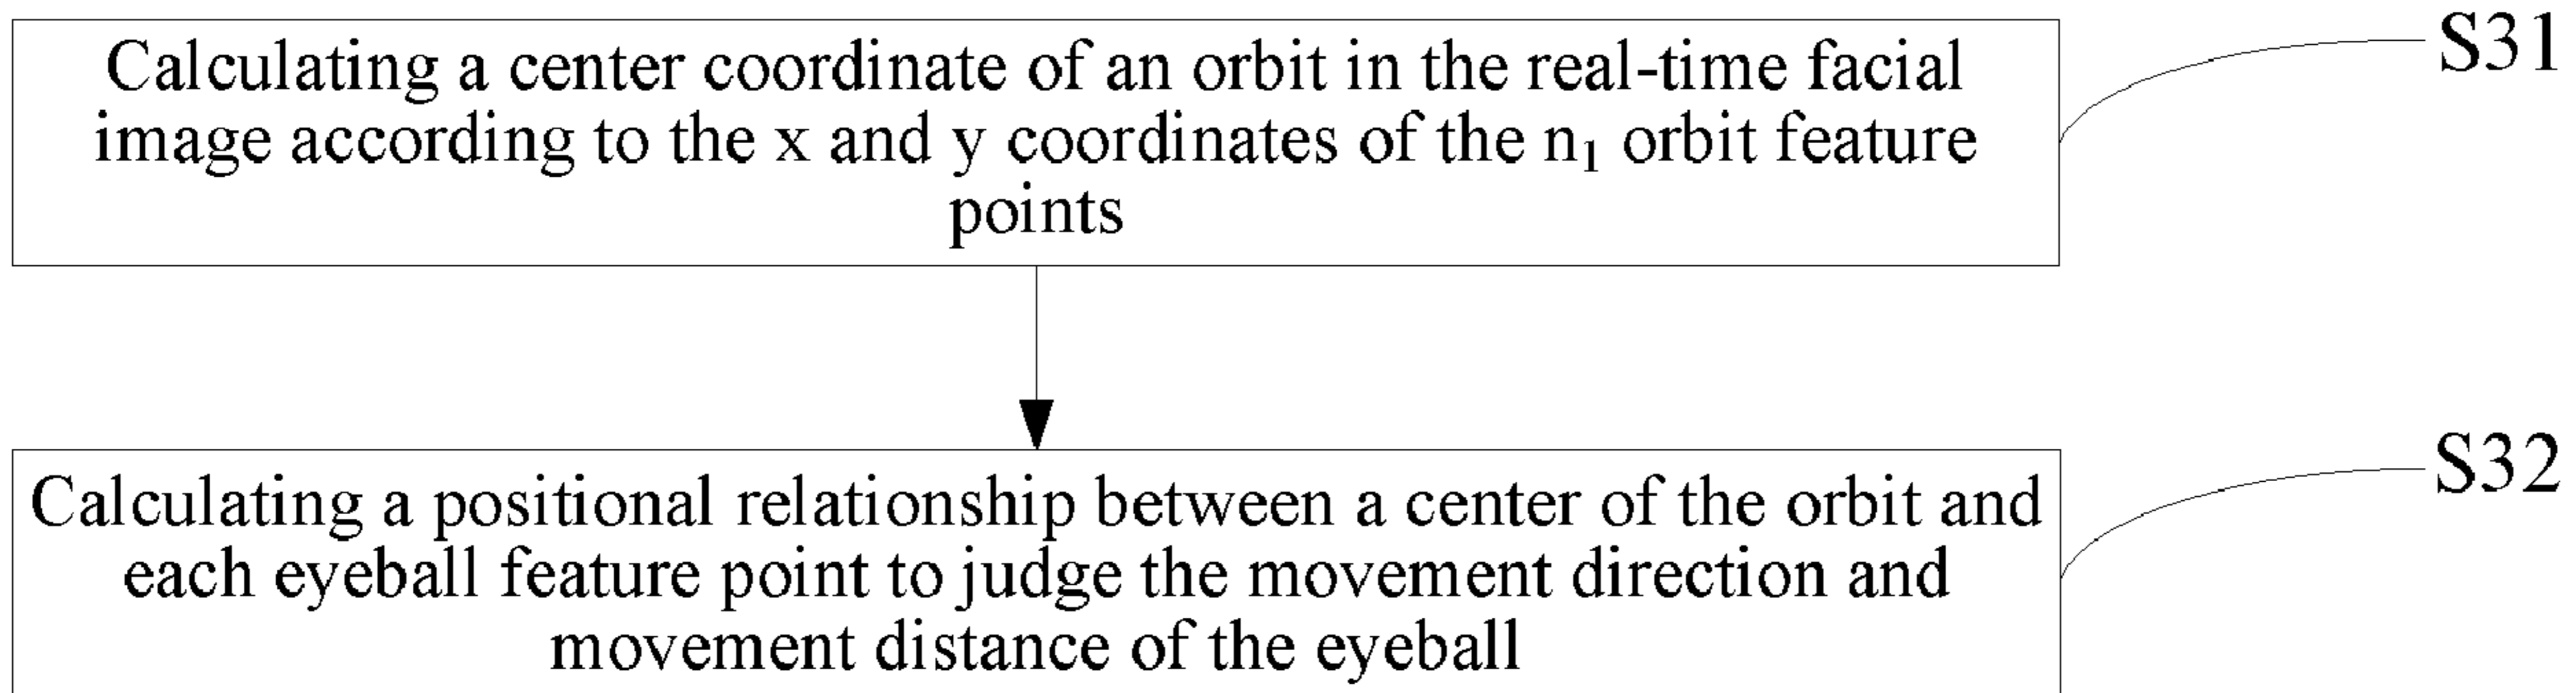 Calculating a center coordinate of an orbit in the real-time facial
image according to the x and y coordinates of the n₁ orbit feature
points
S31
Calculating a positional relationship between a center of the orbit and
each eyeball feature point to judge the movement direction and
movement distance of the eyeball
S32